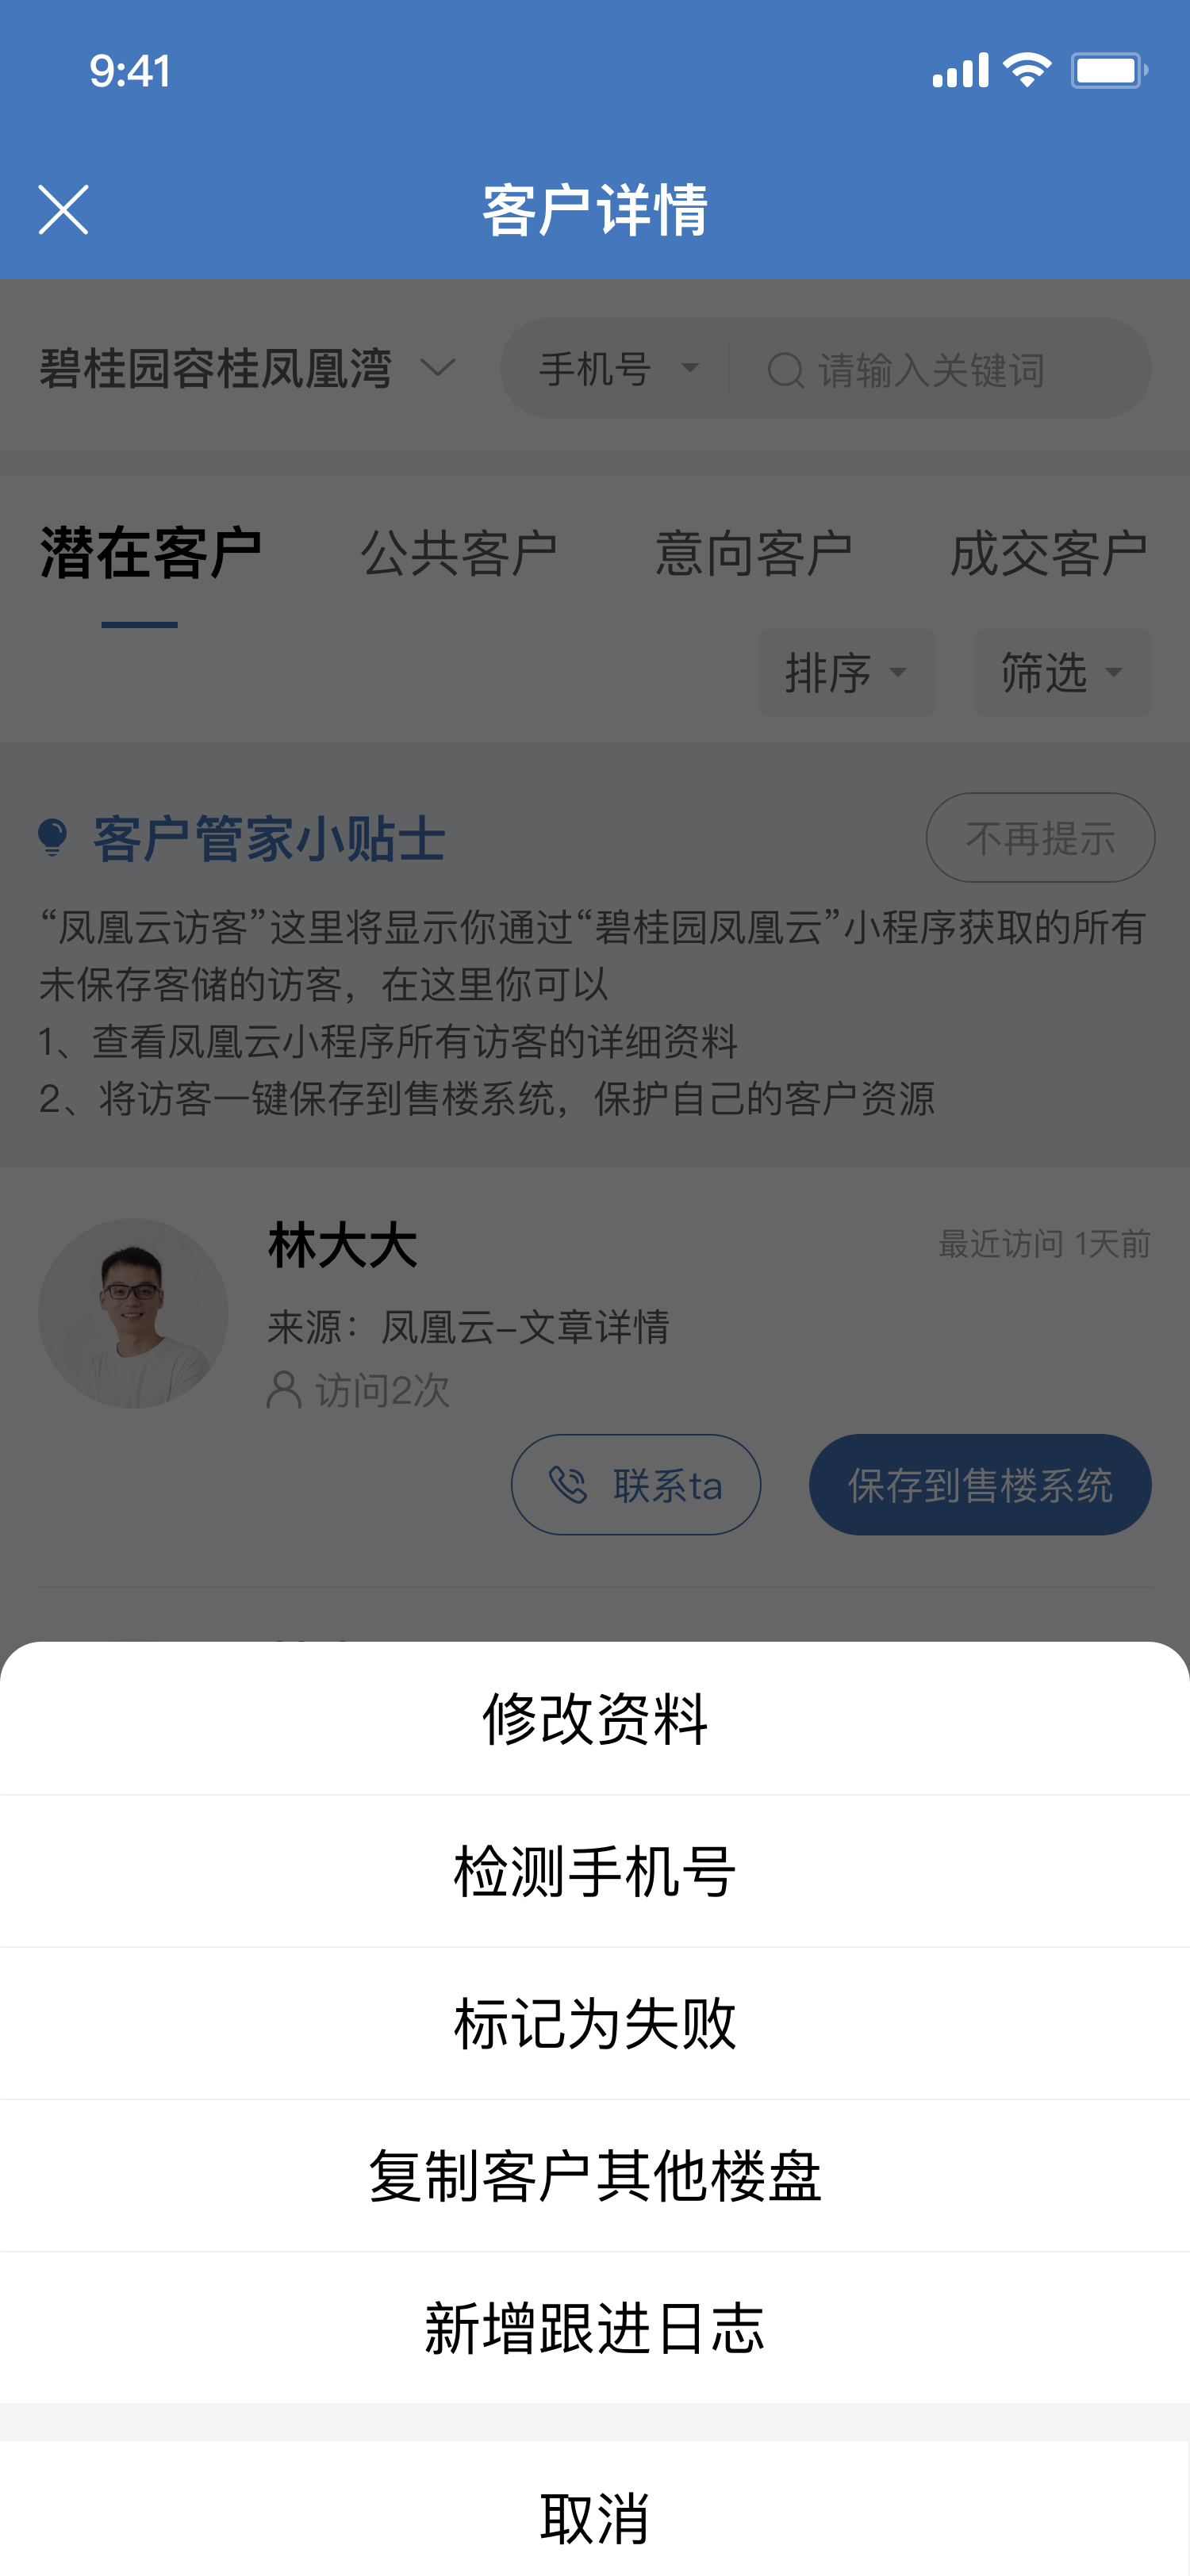 9:41
客户详情
碧桂园容桂凤凰湾 手机号 请输入关键词
潜在客户 公共客户 意向客户 成交客户
排序 筛选
客户管家小贴士 不再提示
“凤凰云访客”这里将显示你通过“碧桂园凤凰云”小程序获取的所有
未保存客储的访客，在这里你可以
1、查看凤凰云小程序所有访客的详细资料
2、将访客一键保存到售楼系统，保护自己的客户资源
林大大 最近访问 1天前
来源：凤凰云-文章详情
访问2次
联系ta 保存到售楼系统
修改资料
检测手机号
标记为失败
复制客户其他楼盘
新增跟进日志
取消